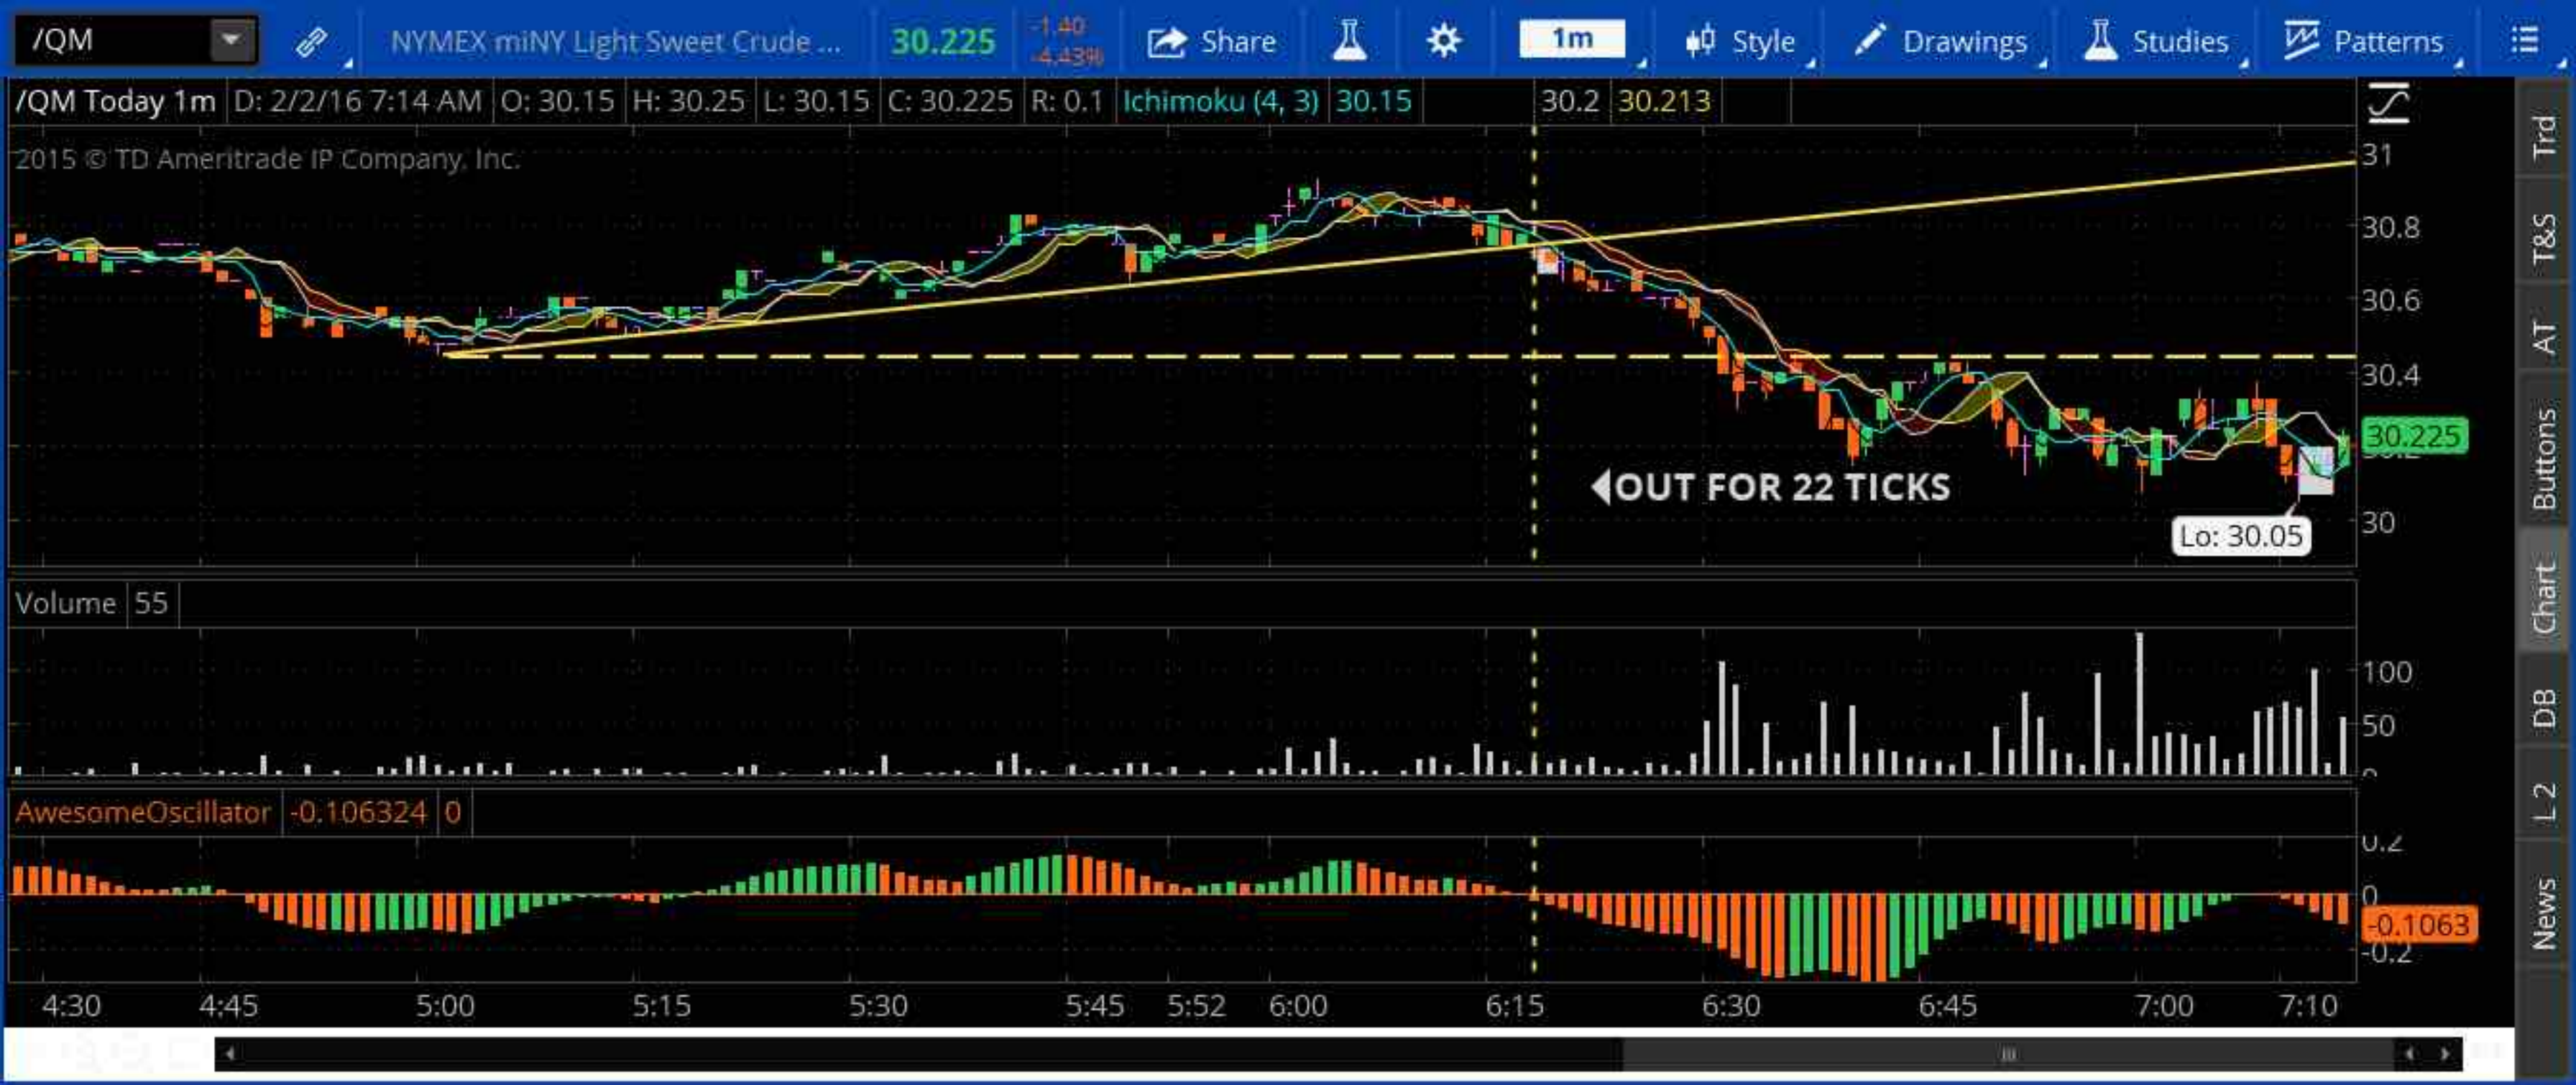 /QM NYMEX miNY Light Sweet Crude ... 30.225 -1.40 -4.43% Share 1m Style Drawings Studies Patterns
/QM Today 1m D: 2/2/16 7:14 AM O: 30.15 H: 30.25 L: 30.15 C: 30.225 R: 0.1 Ichimoku (4, 3) 30.15 30.2 30.213
2015 © TD Ameritrade IP Company, Inc.
31
30.8
30.6
30.4
30.225
OUT FOR 22 TICKS
30
Lo: 30.05
Volume 55
100
50
AwesomeOscillator -0.106324 0
0.2
0
-0.1063
-0.2
4:30 4:45 5:00 5:15 5:30 5:45 5:52 6:00 6:15 6:30 6:45 7:00 7:10
Trd
T&S
AT
Buttons
Chart
DB
L 2
News